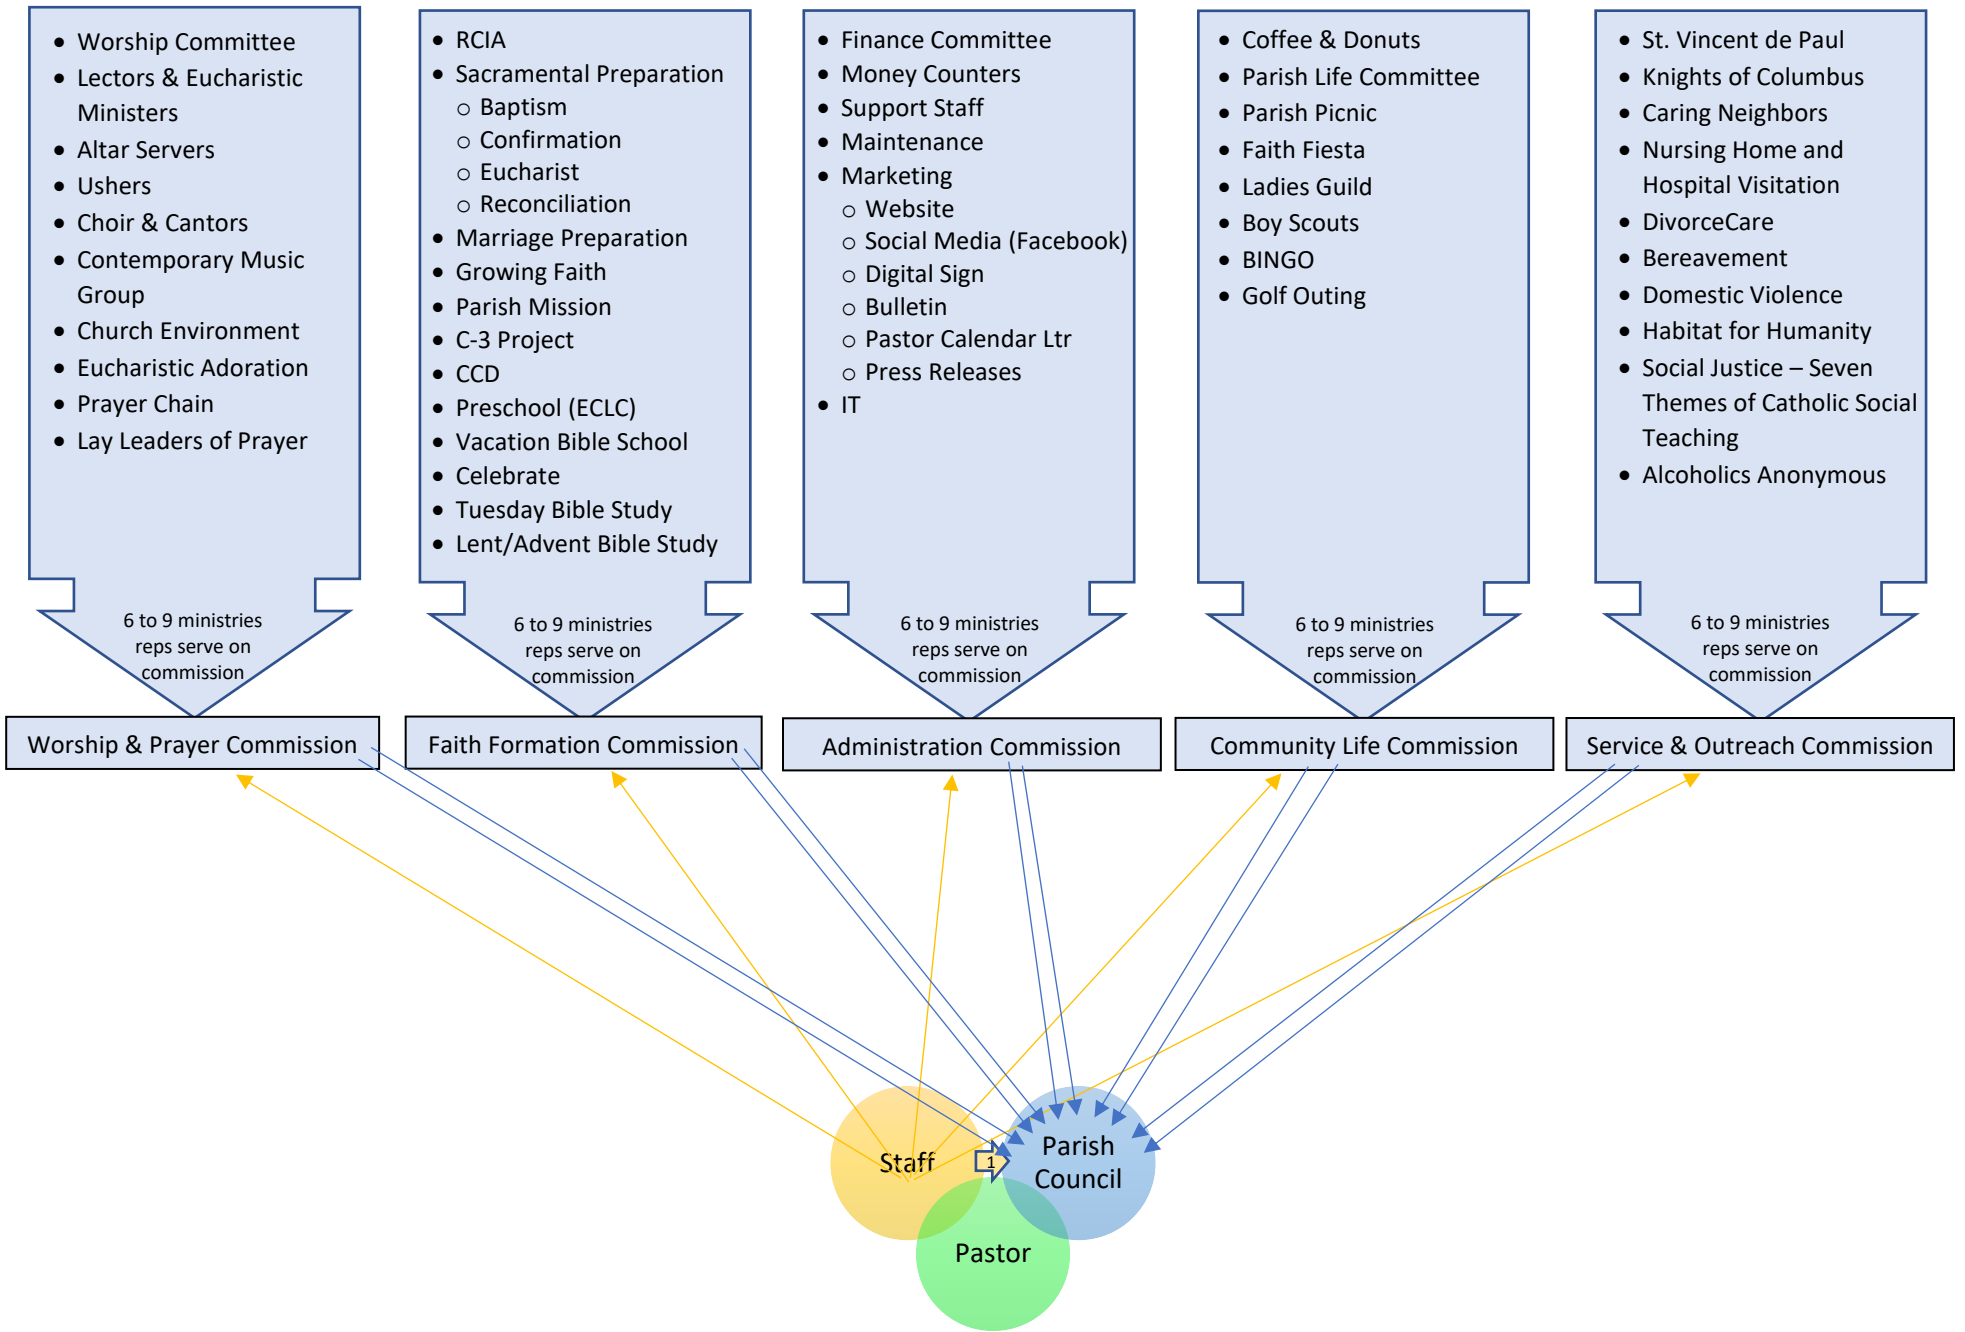 • Worship Committee
• Lectors & Eucharistic
Ministers
• Altar Servers
• Ushers
• Choir & Cantors
• Contemporary Music
Group
• Church Environment
• Eucharistic Adoration
• Prayer Chain
• Lay Leaders of Prayer
6 to 9 ministries
reps serve on
commission
Worship & Prayer Commission
• RCIA
• Sacramental Preparation
o Baptism
o Confirmation
o Eucharist
o Reconciliation
• Marriage Preparation
• Growing Faith
• Parish Mission
• C-3 Project
• CCD
• Preschool (ECLC)
• Vacation Bible School
• Celebrate
• Tuesday Bible Study
• Lent/Advent Bible Study
6 to 9 ministries
reps serve on
commission
Faith Formation Commission
• Finance Committee
• Money Counters
• Support Staff
• Maintenance
• Marketing
o Website
o Social Media (Facebook)
o Digital Sign
o Bulletin
o Pastor Calendar Ltr
o Press Releases
• IT
6 to 9 ministries
reps serve on
commission
Administration Commission
• Coffee & Donuts
• Parish Life Committee
• Parish Picnic
• Faith Fiesta
• Ladies Guild
• Boy Scouts
• BINGO
• Golf Outing
6 to 9 ministries
reps serve on
commission
Community Life Commission
• St. Vincent de Paul
• Knights of Columbus
• Caring Neighbors
• Nursing Home and
Hospital Visitation
• DivorceCare
• Bereavement
• Domestic Violence
• Habitat for Humanity
• Social Justice – Seven
Themes of Catholic Social
Teaching
• Alcoholics Anonymous
6 to 9 ministries
reps serve on
commission
Service & Outreach Commission
Staff
1
Parish
Council
Pastor